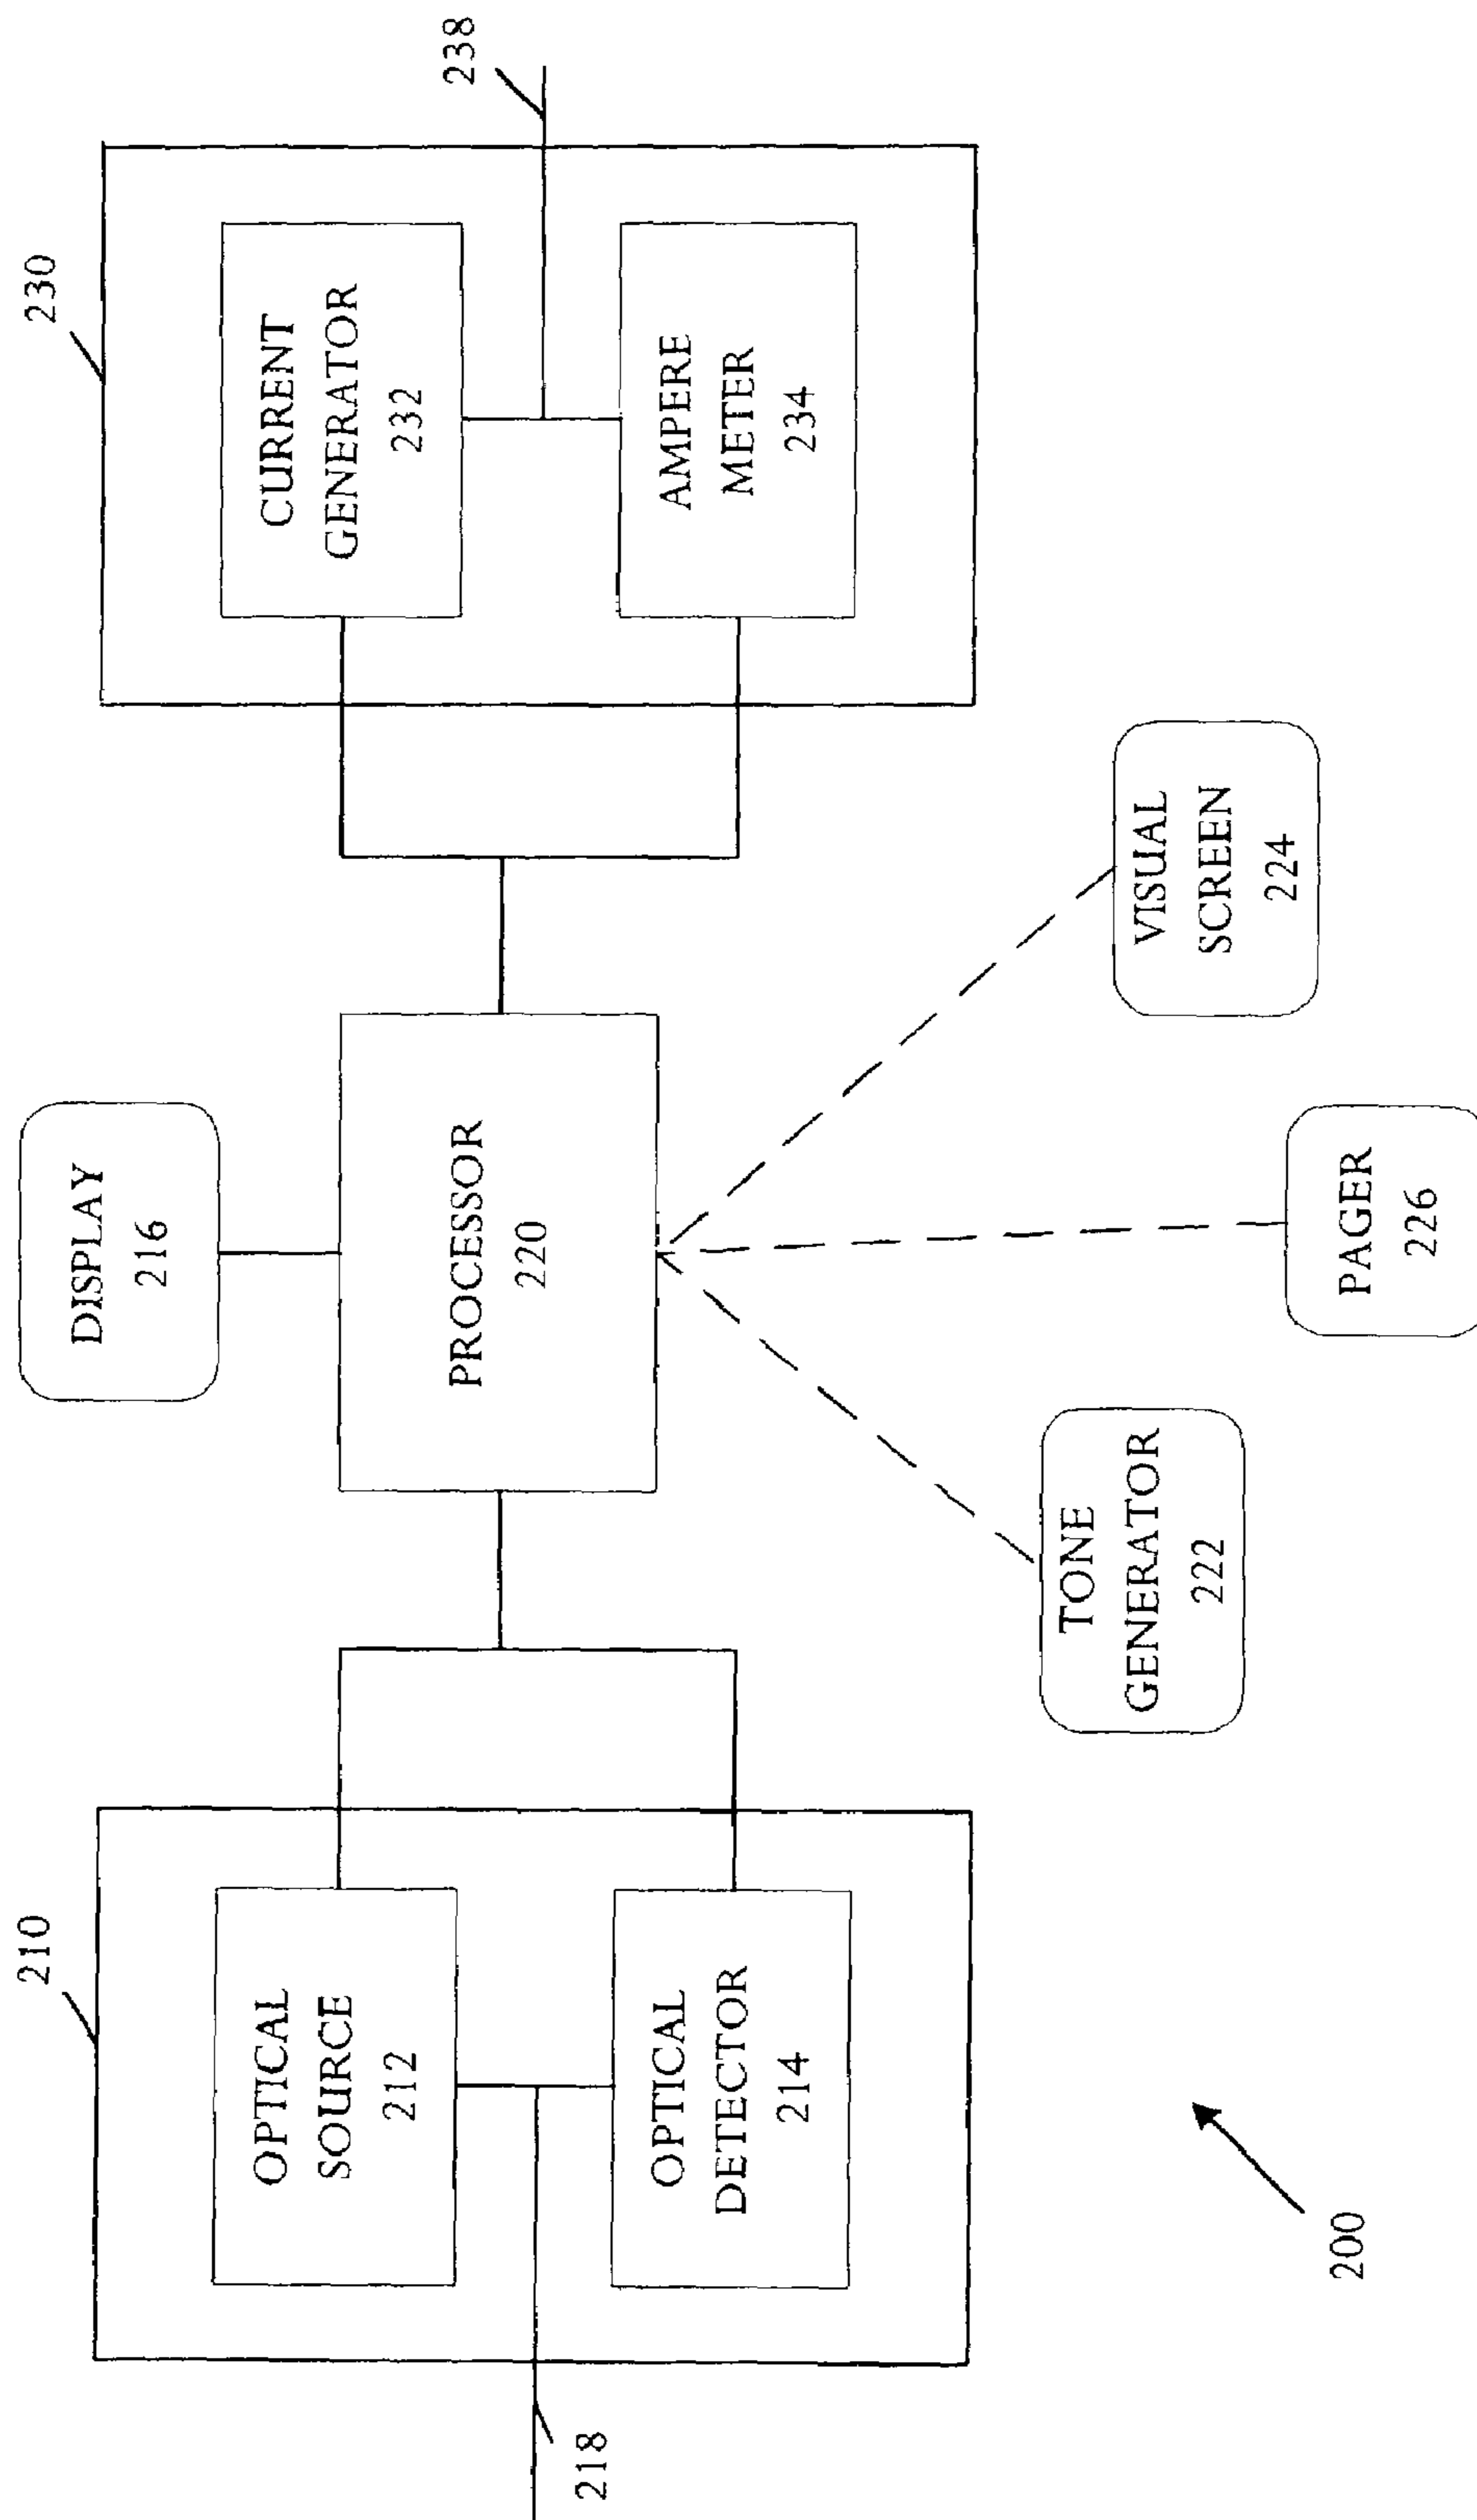 210
OPTICAL
SOURCE
212
OPTICAL
DETECTOR
214
218
DISPLAY
216
PROCESSOR
220
230
CURRENT
GENERATOR
232
AMPERE
METER
234
238
TONE
GENERATOR
222
PAGER
226
VISUAL
SCREEN
224
200